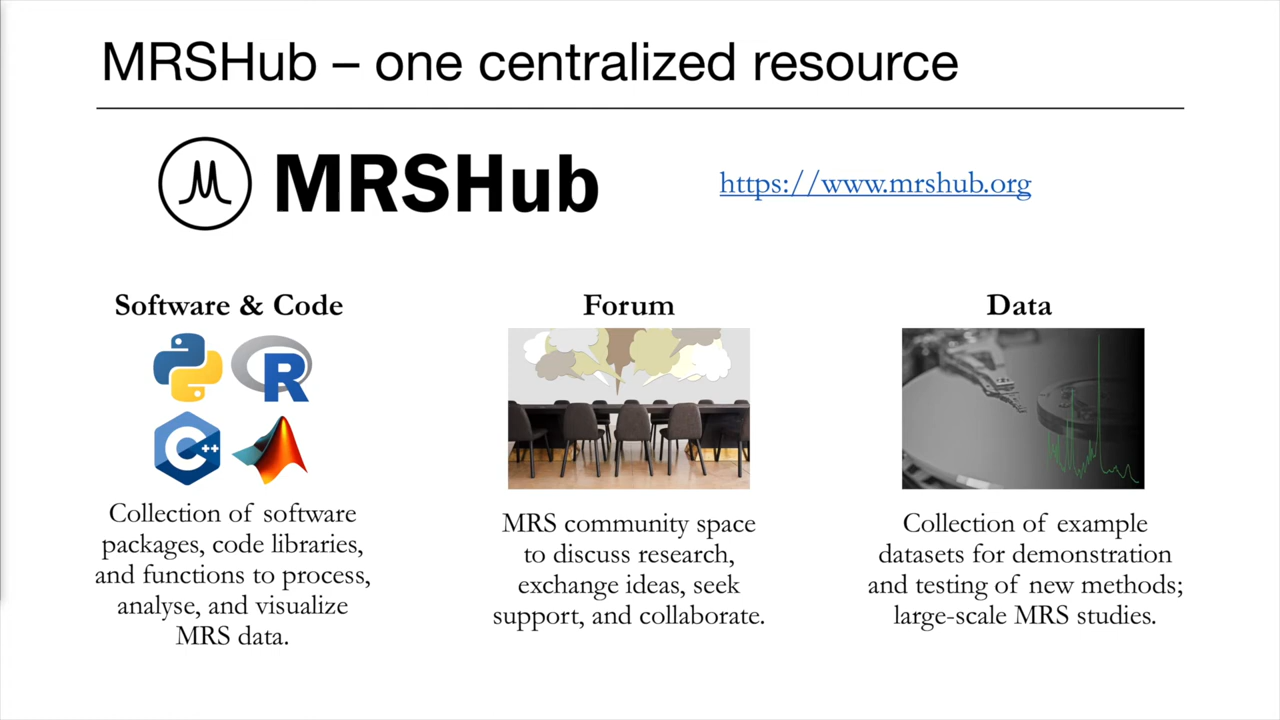 MRSHub – one centralized resource
MRSHub
https://www.mrshub.org
Software & Code
R
C++
Collection of software
packages, code libraries,
and functions to process,
analyse, and visualize
MRS data.
Forum
MRS community space
to discuss research,
exchange ideas, seek
support, and collaborate.
Data
Collection of example
datasets for demonstration
and testing of new methods;
large-scale MRS studies.